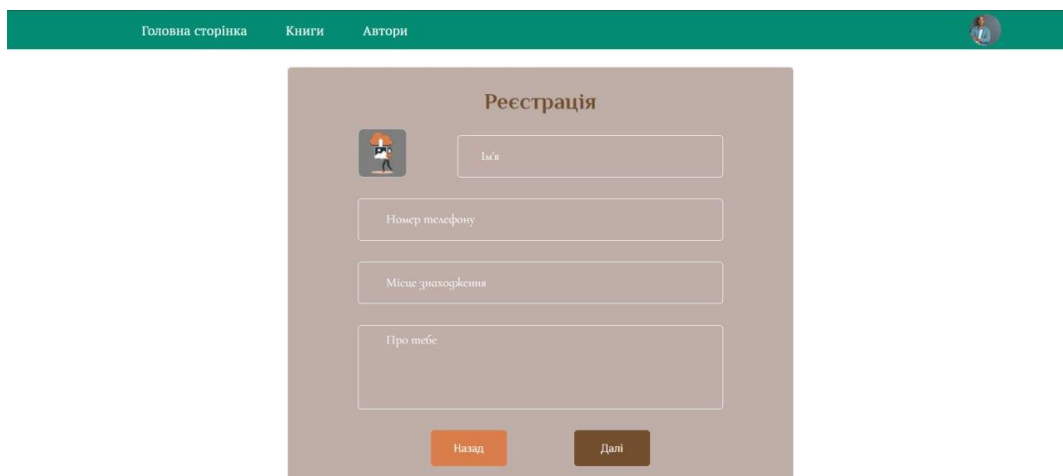 Головна сторінка Книги Автори
Реєстрація
Ім'я
Номер телефону
Місце знаходження
Про тебе
Назад Далі